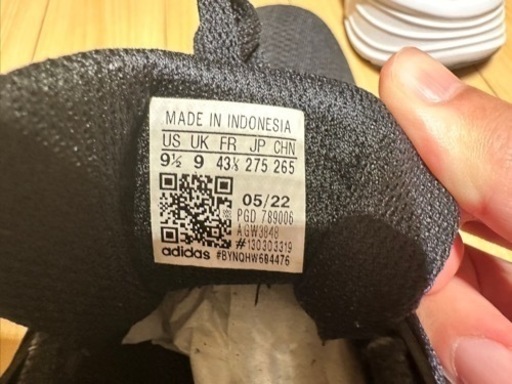 MADE IN INDONESIA
US UK FR JP CHN
9½ 9 43⅓ 275 265
05/22
PGD 789006
AGW3848
#130303319
adidas #BYNQHW684476